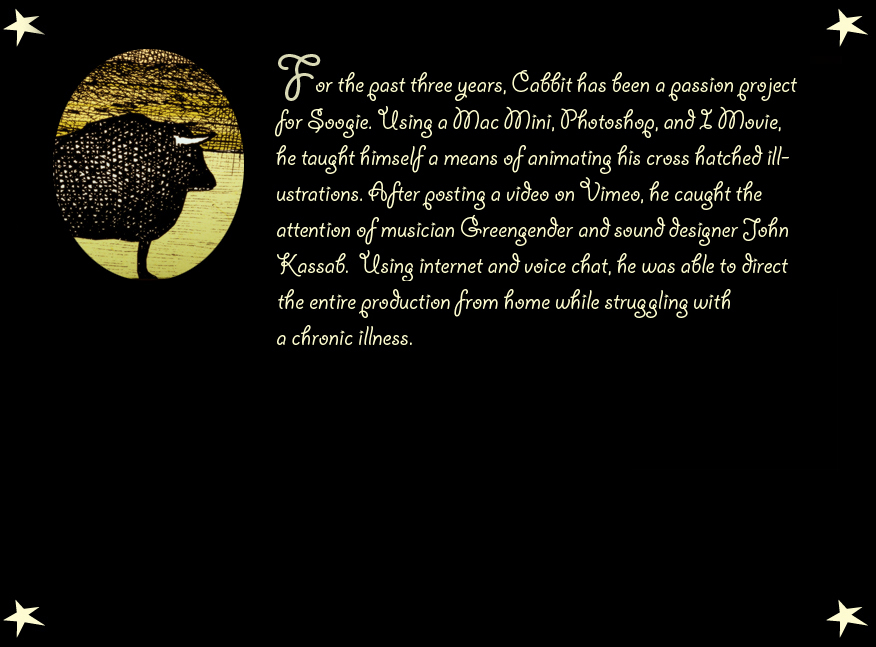 For the past three years, Cabbit has been a passion project
for Soogie. Using a Mac Mini, Photoshop, and I Movie,
he taught himself a means of animating his cross hatched ill-
ustrations. After posting a video on Vimeo, he caught the
attention of musician Greengender and sound designer John
Kassab. Using internet and voice chat, he was able to direct
the entire production from home while struggling with
a chronic illness.